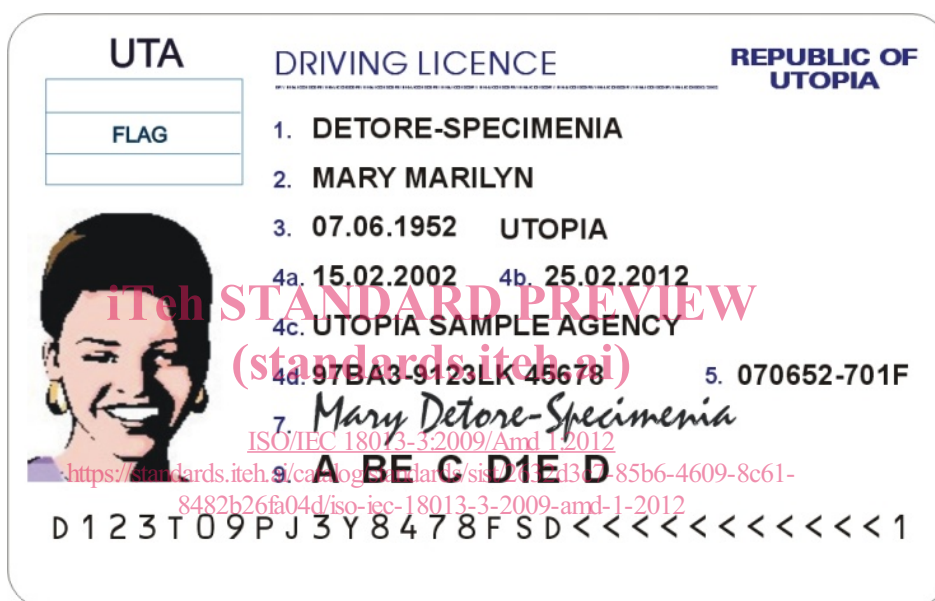 UTA
DRIVING LICENCE
REPUBLIC OF
UTOPIA
FLAG
1. DETORE-SPECIMENIA
2. MARY MARILYN
3. 07.06.1952 UTOPIA
4a. 15.02.2002 4b. 25.02.2012
iTeh STANDARD PREVIEW
4c. UTOPIA SAMPLE AGENCY
(standards.iteh.ai)
4d. 97BA3-9123LK 45678 5. 070652-701F
7. Mary Detore-Specimenia
ISO/IEC 18013-3:2009/Amd 1:2012
9. A BE C D1E D
https://standards.iteh.ai/catalog/standards/sist/2632d3c7-85b6-4609-8c61-
8482b26fa04d/iso-iec-18013-3-2009-amd-1-2012
D123T09PJ3Y8478FSD<<<<<<<<<<<1